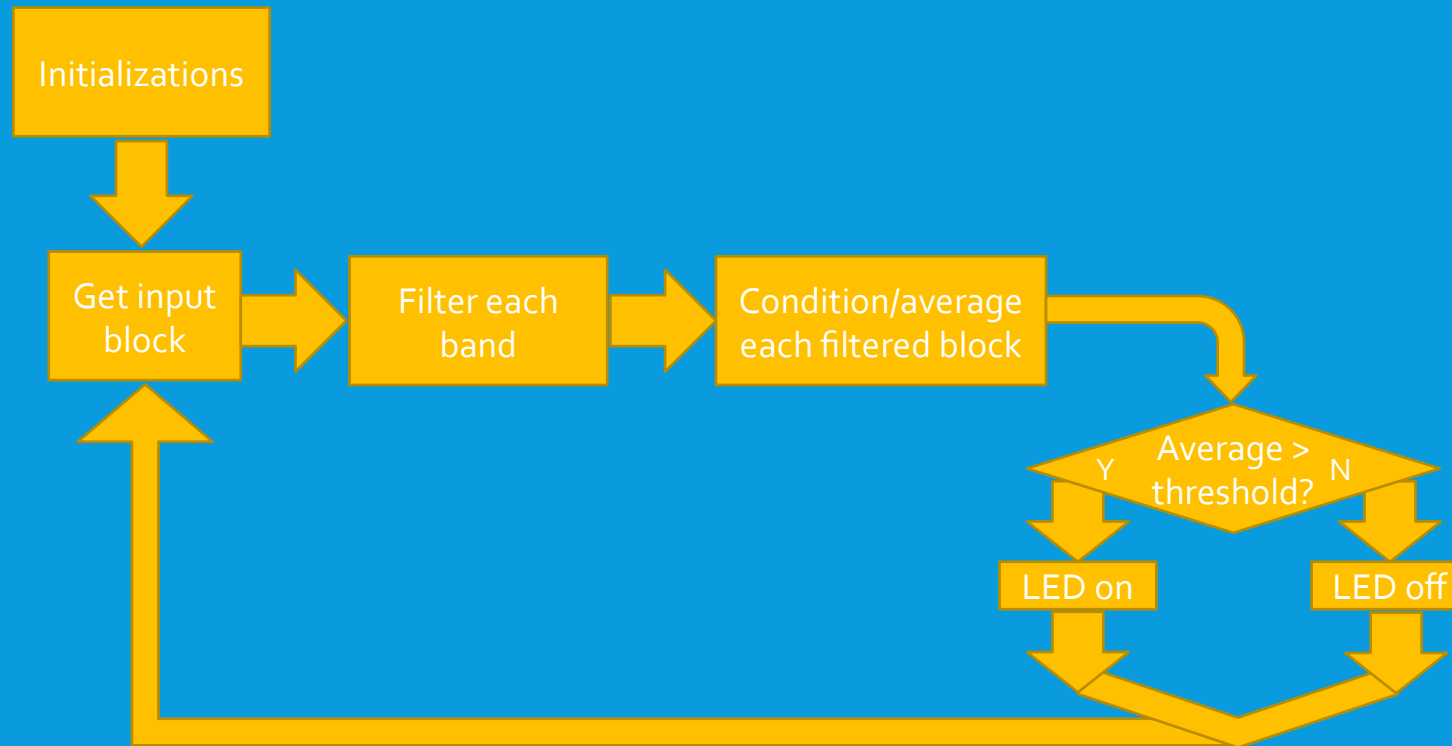 Initializations
Get input
block
Filter each
band
Condition/average
each filtered block
Y
Average >
threshold?
N
LED on
LED off